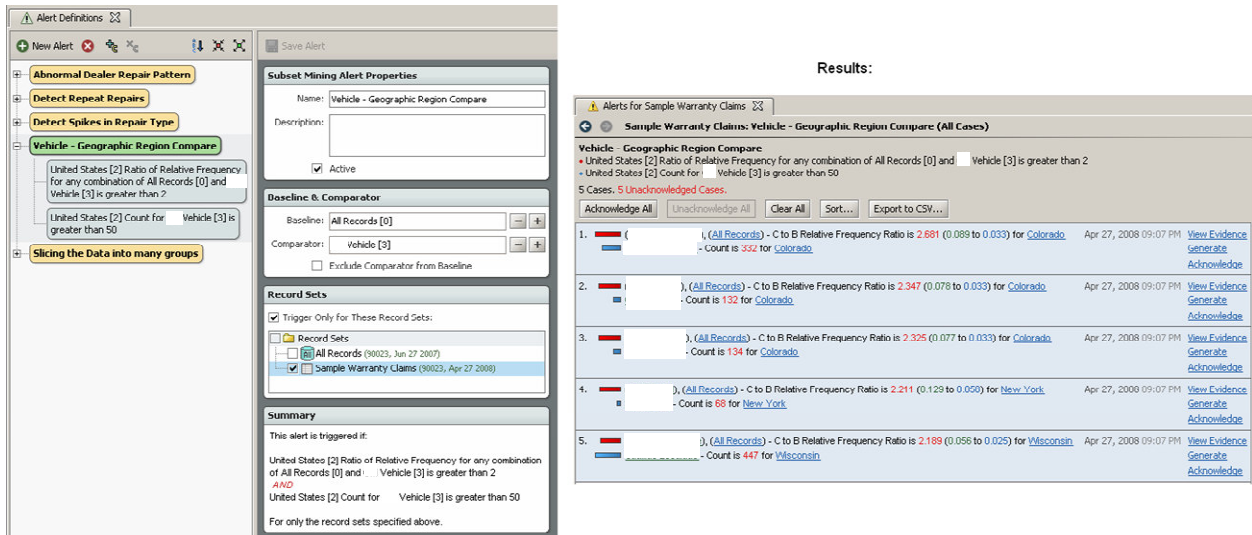 Alert Definitions
New Alert
Abnormal Dealer Repair Pattern
Detect Repeat Repairs
Detect Spikes in Repair Type
Vehicle - Geographic Region Compare
United States [2] Ratio of Relative Frequency
for any combination of All Records [0] and
Vehicle [3] is greater than 2
United States [2] Count for Vehicle [3] is
greater than 50
Slicing the Data into many groups
Save Alert
Subset Mining Alert Properties
Name: Vehicle - Geographic Region Compare
Description:
Active
Baseline & Comparator
Baseline: All Records [0]
Comparator: Vehicle [3]
Exclude Comparator from Baseline
Record Sets
Trigger Only for These Record Sets:
Record Sets
All Records (90023, Jun 27 2007)
Sample Warranty Claims (90023, Apr 27 2008)
Summary
This alert is triggered if:
United States [2] Ratio of Relative Frequency for any combination
of All Records [0] and Vehicle [3] is greater than 2
AND
United States [2] Count for Vehicle [3] is greater than 50
For only the record sets specified above.
Results:
Alerts for Sample Warranty Claims
Sample Warranty Claims: Vehicle - Geographic Region Compare (All Cases)
Vehicle - Geographic Region Compare
United States [2] Ratio of Relative Frequency for any combination of All Records [0] and Vehicle [3] is greater than 2
United States [2] Count for Vehicle [3] is greater than 50
5 Cases. 5 Unacknowledged Cases.
Acknowledge All Unacknowledge All Clear All Sort... Export to CSV...
1. (), (All Records) - C to B Relative Frequency Ratio is 2.681 (0.089 to 0.033) for Colorado Apr 27, 2008 09:07 PM View Evidence
- Count is 332 for Colorado Generate
Acknowledge
2. ), (All Records) - C to B Relative Frequency Ratio is 2.347 (0.078 to 0.033) for Colorado Apr 27, 2008 09:07 PM View Evidence
- Count is 132 for Colorado Generate
Acknowledge
3. ), (All Records) - C to B Relative Frequency Ratio is 2.325 (0.077 to 0.033) for Colorado Apr 27, 2008 09:07 PM View Evidence
- Count is 134 for Colorado Generate
Acknowledge
4. ), (All Records) - C to B Relative Frequency Ratio is 2.211 (0.129 to 0.058) for New York Apr 27, 2008 09:07 PM View Evidence
- Count is 68 for New York Generate
Acknowledge
5. ), (All Records) - C to B Relative Frequency Ratio is 2.189 (0.056 to 0.025) for Wisconsin Apr 27, 2008 09:07 PM View Evidence
- Count is 447 for Wisconsin Generate
Acknowledge